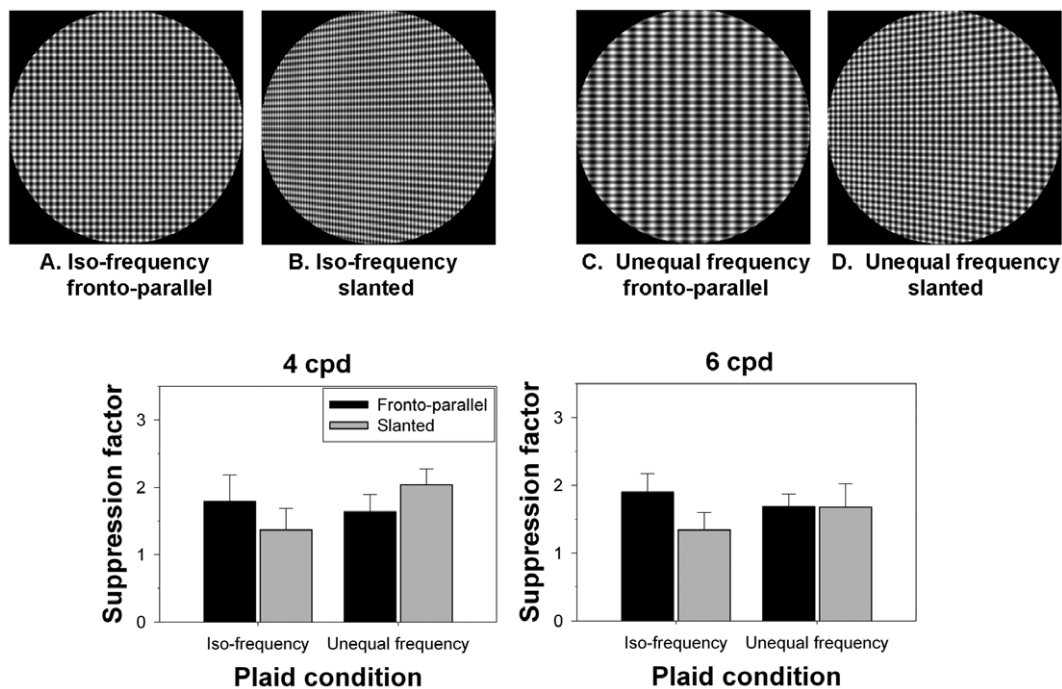 A. Iso-frequency
fronto-parallel
B. Iso-frequency
slanted
C. Unequal frequency
fronto-parallel
D. Unequal frequency
slanted
4 cpd
Suppression factor
3
2
1
0
Fronto-parallel
Slanted
Iso-frequency
Unequal frequency
Plaid condition
6 cpd
Suppression factor
3
2
1
0
Iso-frequency
Unequal frequency
Plaid condition